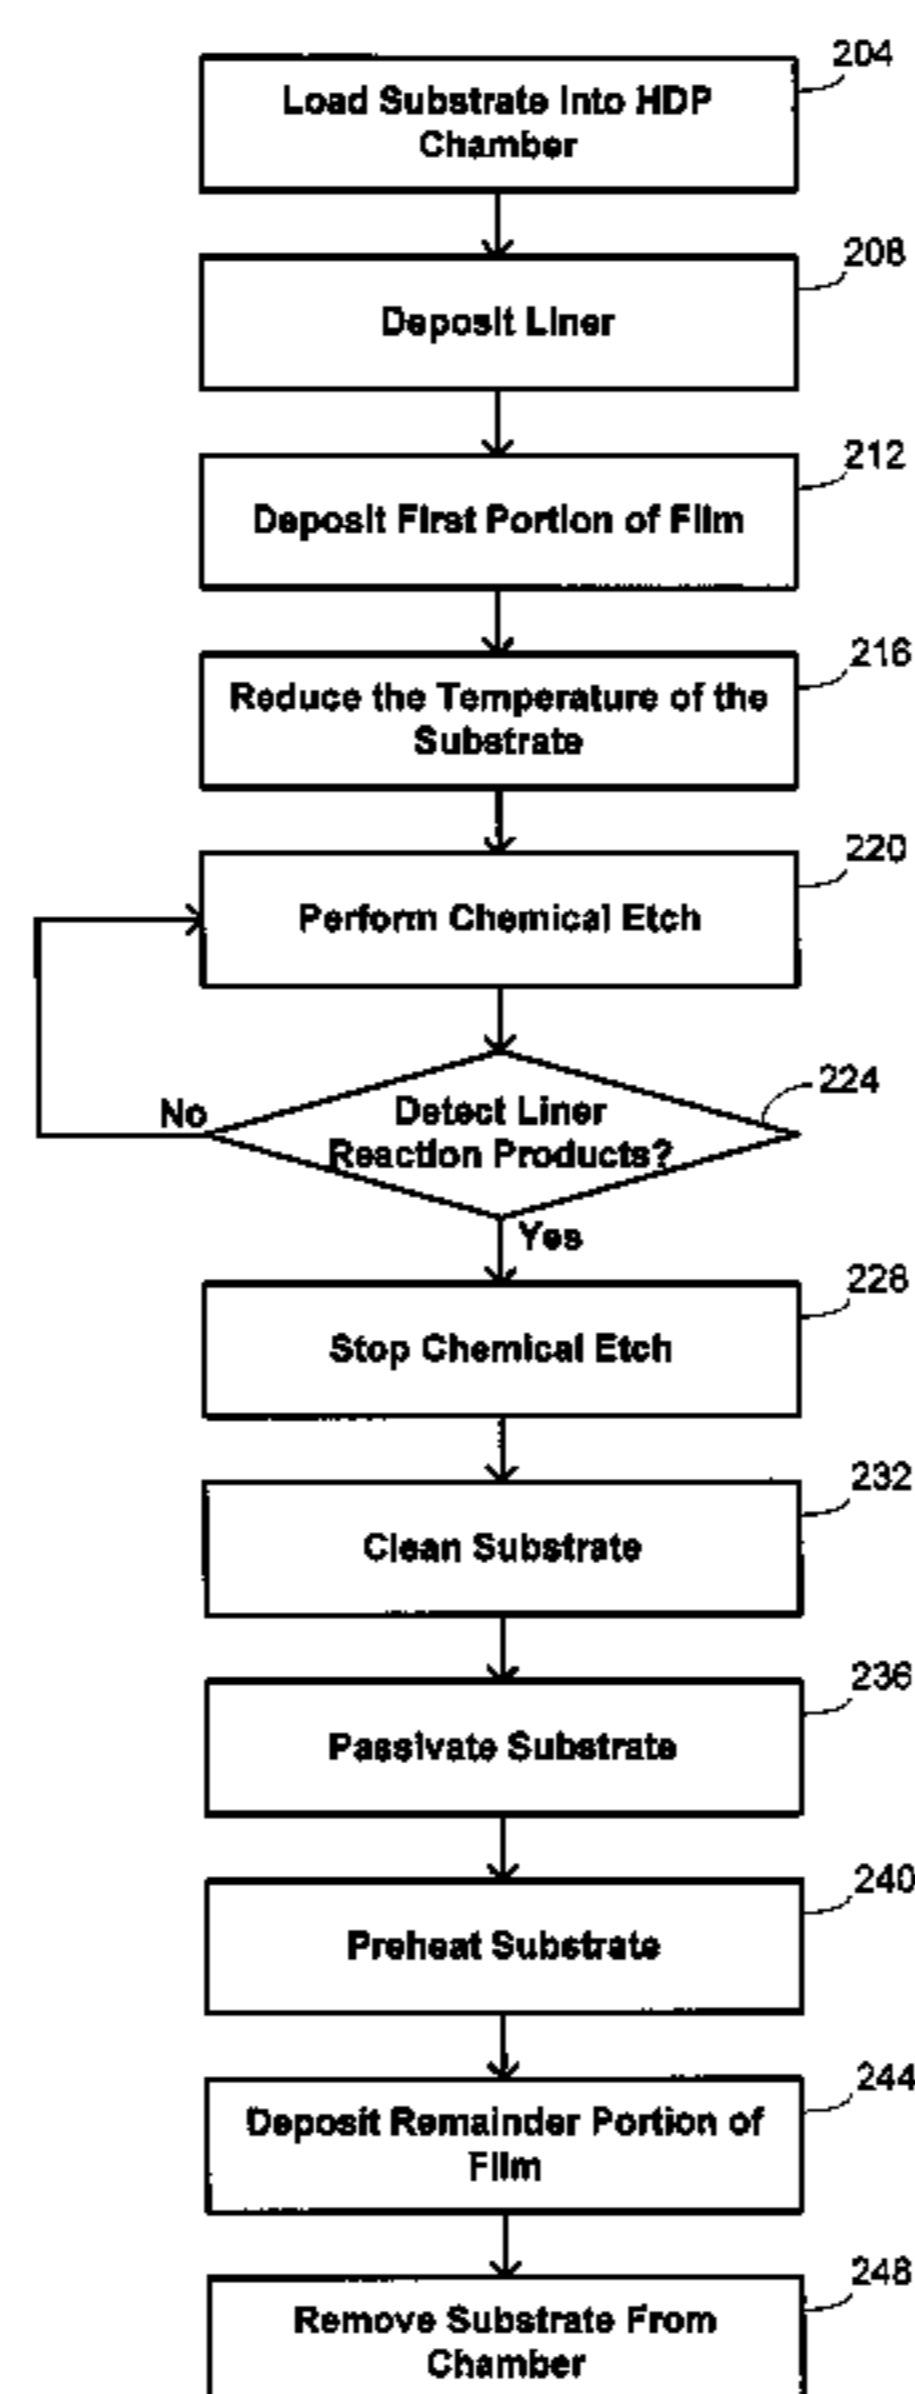 204
Load Substrate Into HDP
Chamber
208
Deposit Liner
212
Deposit First Portion of Film
216
Reduce the Temperature of the
Substrate
220
Perform Chemical Etch
224
Detect Liner
No
Reaction Products?
Yes
228
Stop Chemical Etch
232
Clean Substrate
236
Passivate Substrate
240
Preheat Substrate
244
Deposit Remainder Portion of
Film
248
Remove Substrate From
Chamber